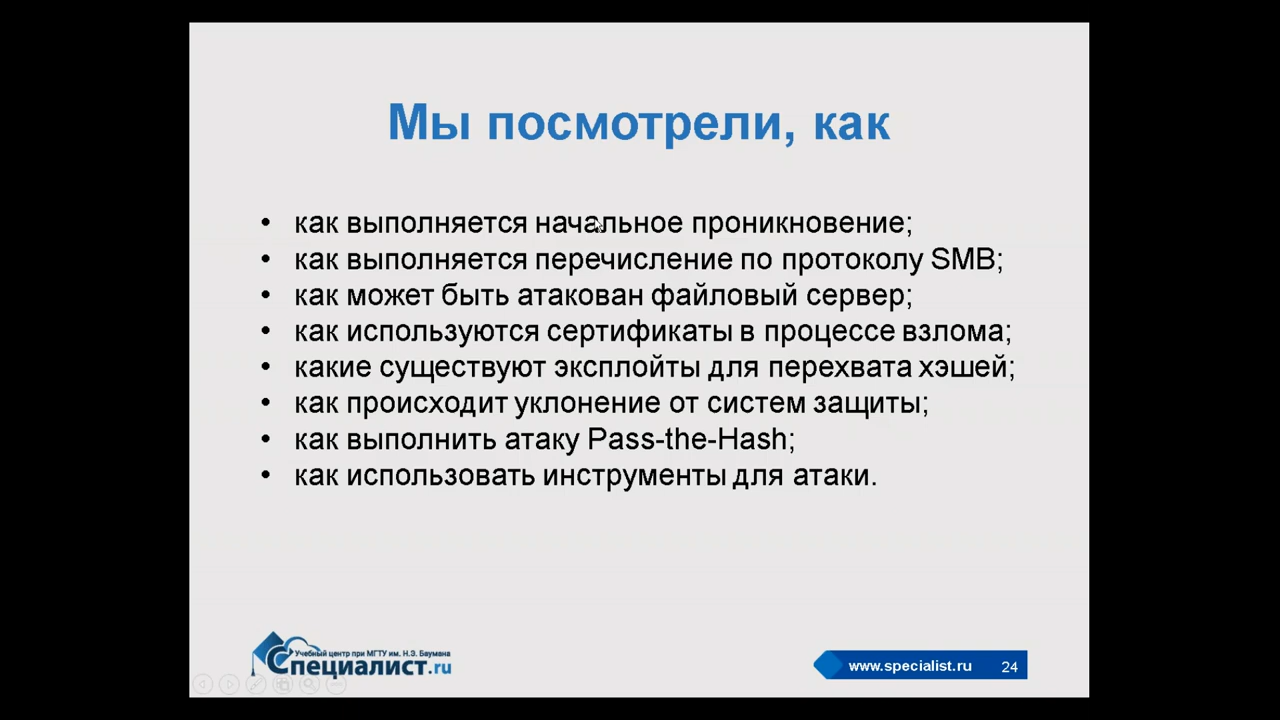 Мы посмотрели, как
• как выполняется начальное проникновение;
• как выполняется перечисление по протоколу SMB;
• как может быть атакован файловый сервер;
• как используются сертификаты в процессе взлома;
• какие существуют эксплойты для перехвата хэшей;
• как происходит уклонение от систем защиты;
• как выполнить атаку Pass-the-Hash;
• как использовать инструменты для атаки.
Учебный центр при МГТУ им. Н.Э. Баумана
Специалист.ru
www.specialist.ru 24